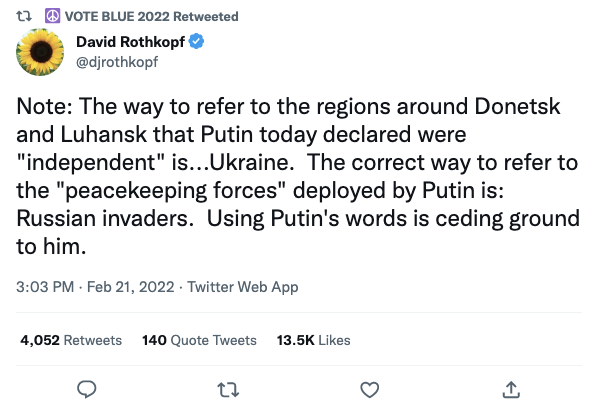 ☮ VOTE BLUE 2022 Retweeted
David Rothkopf
@djrothkopf
Note: The way to refer to the regions around Donetsk
and Luhansk that Putin today declared were
"independent" is...Ukraine.  The correct way to refer to
the "peacekeeping forces" deployed by Putin is:
Russian invaders.  Using Putin's words is ceding ground
to him.
3:03 PM · Feb 21, 2022 · Twitter Web App
4,052 Retweets 140 Quote Tweets 13.5K Likes